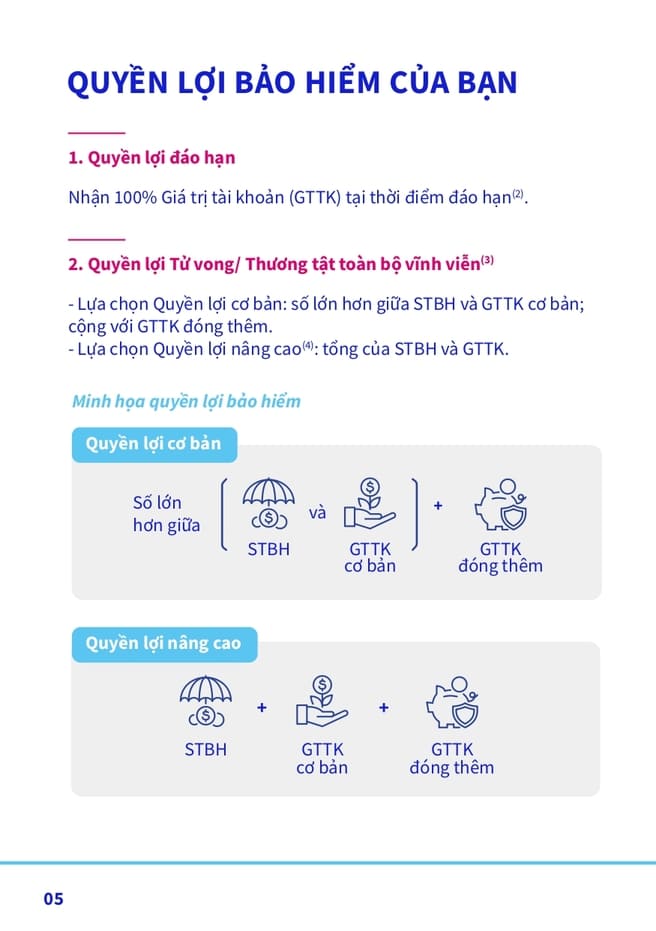 QUYỀN LỢI BẢO HIỂM CỦA BẠN
1. Quyền lợi đáo hạn
Nhận 100% Giá trị tài khoản (GTTK) tại thời điểm đáo hạn(2).
2. Quyền lợi Tử vong/ Thương tật toàn bộ vĩnh viễn(3)
- Lựa chọn Quyền lợi cơ bản: số lớn hơn giữa STBH và GTTK cơ bản;
cộng với GTTK đóng thêm.
- Lựa chọn Quyền lợi nâng cao(4): tổng của STBH và GTTK.
Minh họa quyền lợi bảo hiểm
Quyền lợi cơ bản
Số lớn
hơn giữa
STBH
và
GTTK
cơ bản
+
GTTK
đóng thêm
Quyền lợi nâng cao
STBH
+
GTTK
cơ bản
+
GTTK
đóng thêm
05